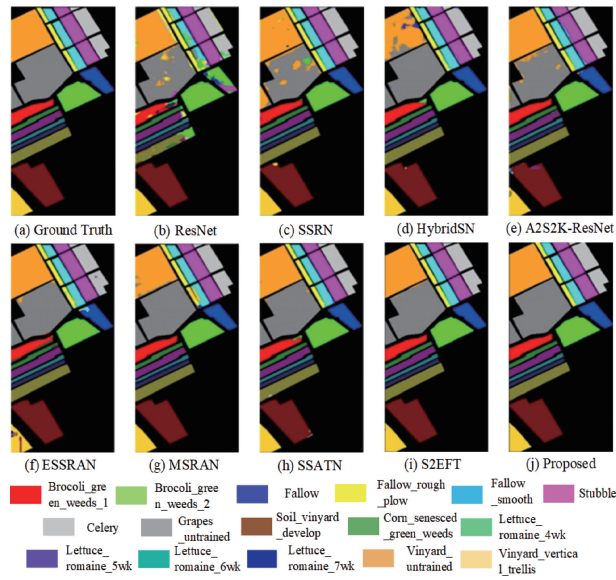 (a) Ground Truth (b) ResNet (c) SSRN (d) HybridSN (e) A2S2K-ResNet
(f) ESSRAN (g) MSRAN (h) SSATN (i) S2EFT (j) Proposed
Brocoli_gre
en_weeds_1
Brocoli_gree
n_weeds_2
Fallow
Fallow_rough
_plow
Fallow
_smooth
Stubble
Celery
Grapes
_untrained
Soil_vinyard
_develop
Corn_senesced
_green_weeds
Lettuce_
romaine_4wk
Lettuce_
romaine_5wk
Lettuce_
romaine_6wk
Lettuce_
romaine_7wk
Vinyard_
untrained
Vinyard_vertica
l_trellis